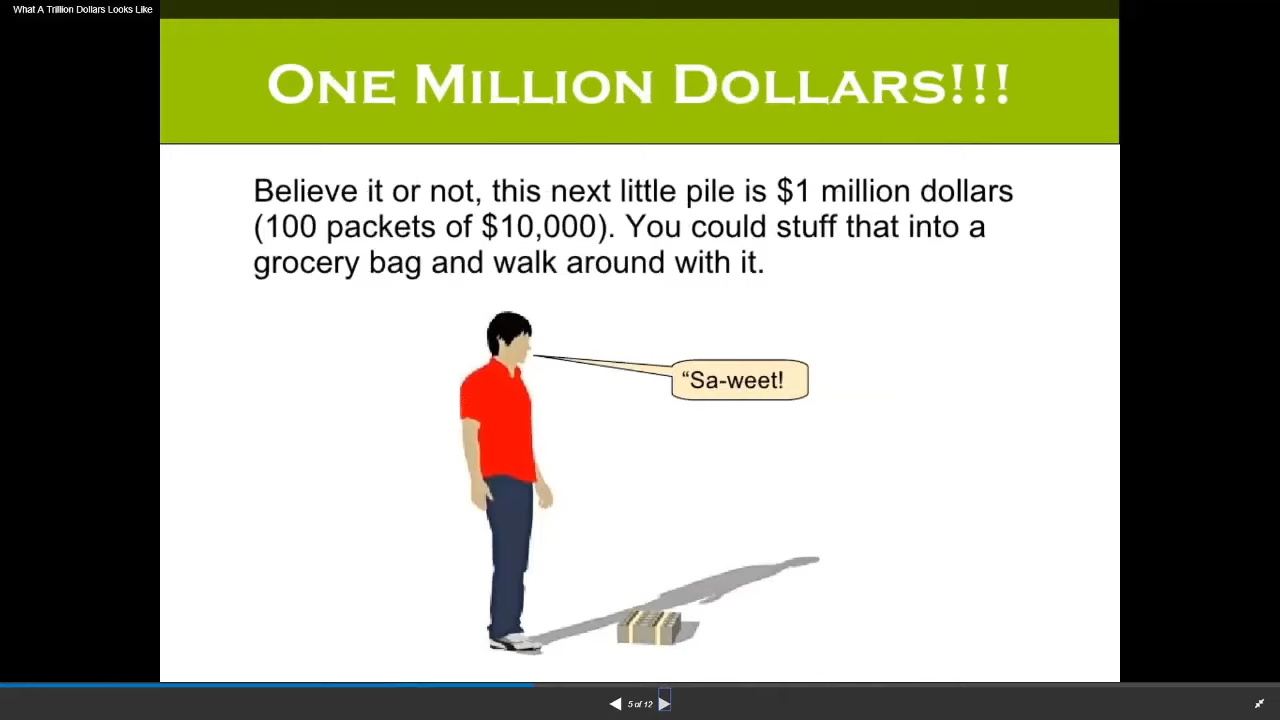 What A Trillion Dollars Looks Like
ONE MILLION DOLLARS!!!
Believe it or not, this next little pile is $1 million dollars
(100 packets of $10,000). You could stuff that into a
grocery bag and walk around with it.
“Sa-weet!
5 of 12